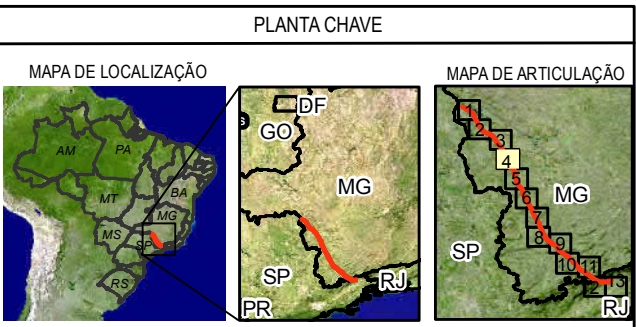 PLANTA CHAVE
MAPA DE LOCALIZAÇÃO
AM
PA
MT
BA
MG
MS
SP
RS
DF
GO
MG
SP
RJ
PR
MAPA DE ARTICULAÇÃO
1
2
3
4
5
6
7
8
9
10
11
2
13
MG
SP
RJ